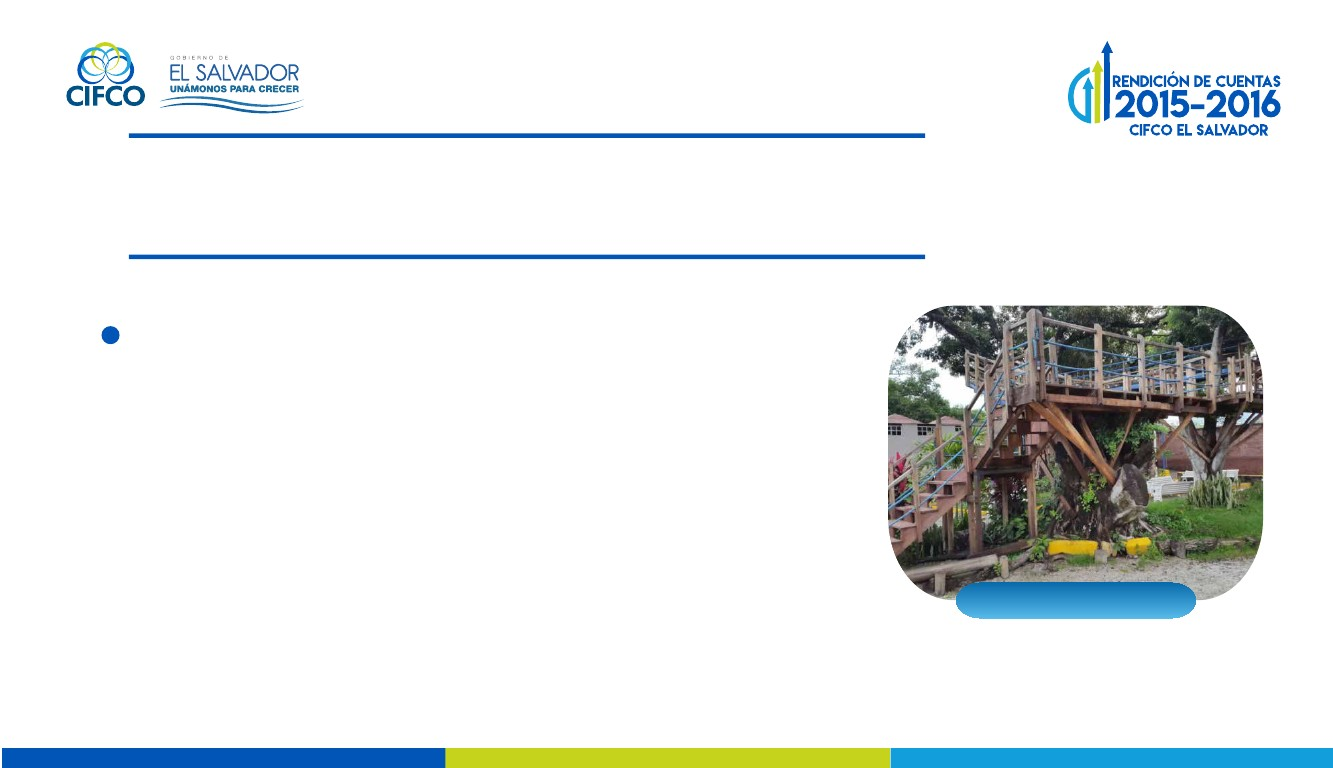 GOBIERNO DE
EL SALVADOR
UNÁMONOS PARA CRECER
CIFCO
RENDICIÓN DE CUENTAS
2015-2016
CIFCO EL SALVADOR